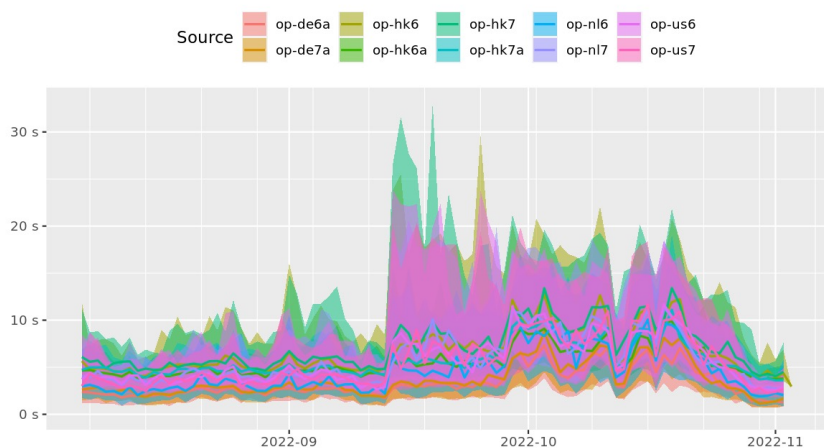 Source
op-de6a op-hk6 op-hk7 op-nl6 op-us6
op-de7a op-hk6a op-hk7a op-nl7 op-us7
30 s
20 s
10 s
0 s
2022-09 2022-10 2022-11